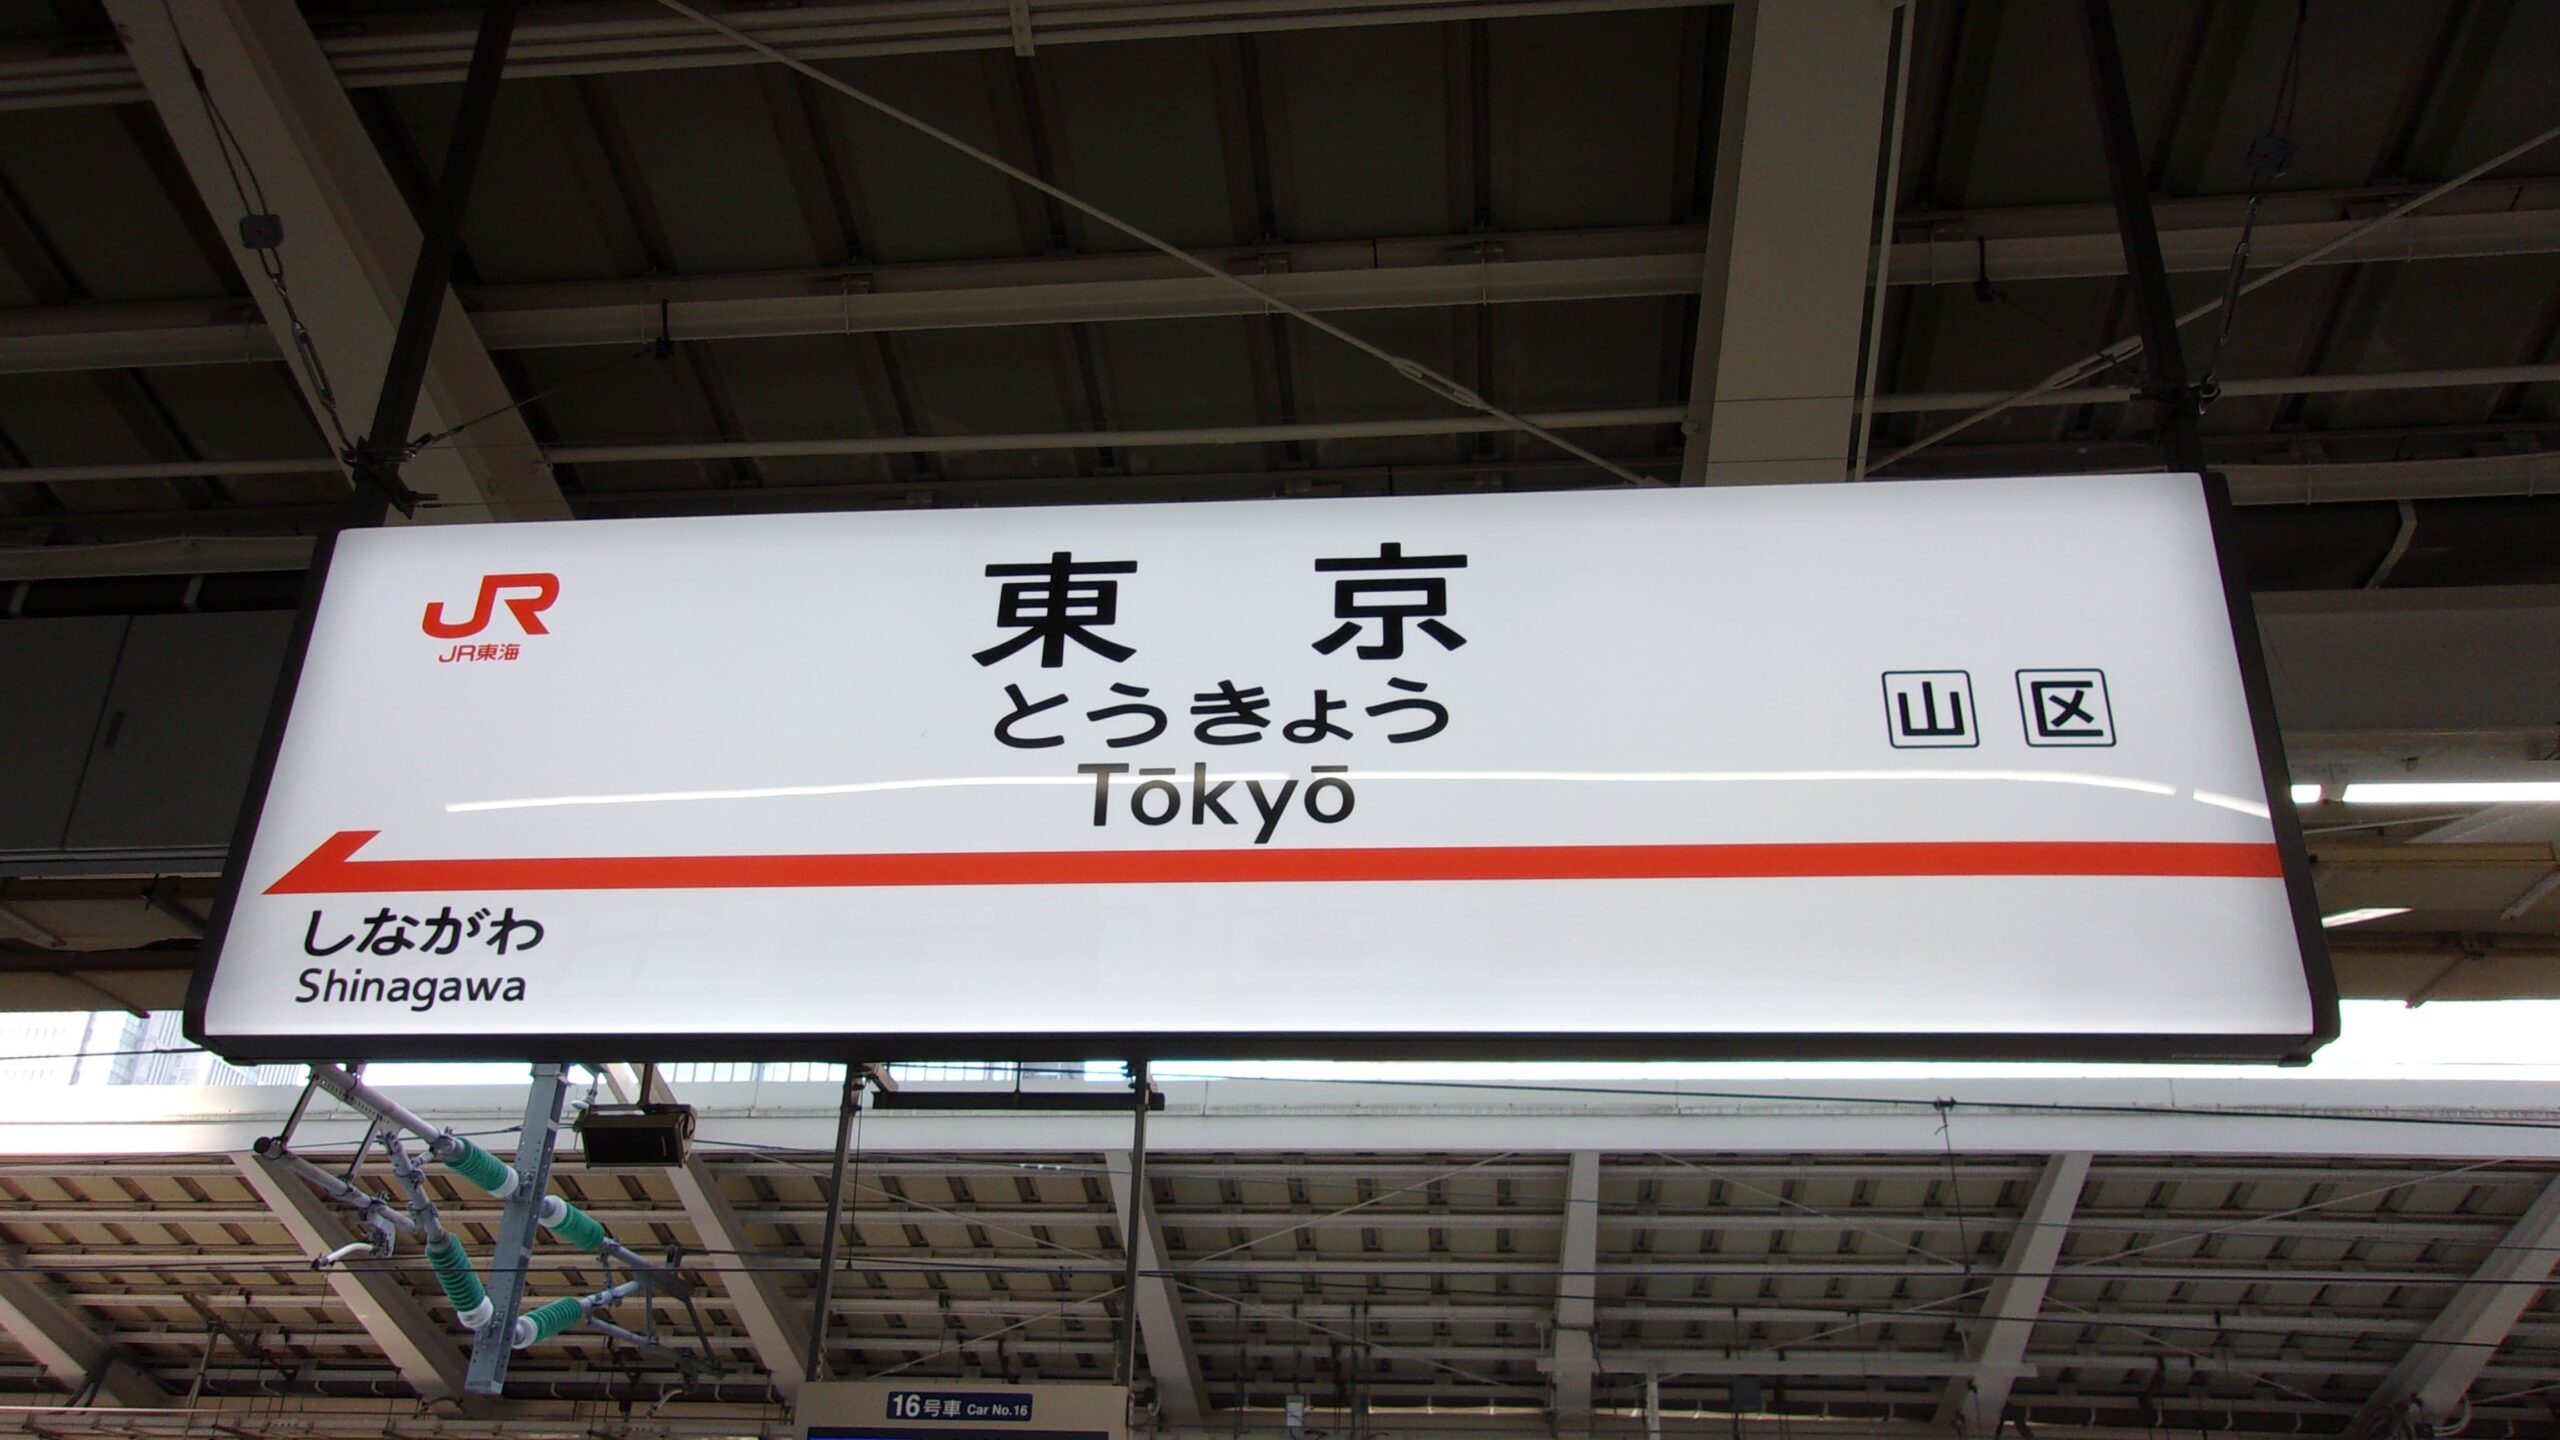 JR
JR東海
東京
とうきょう
Tōkyō
山 区
しながわ
Shinagawa
16号車 Car No.16